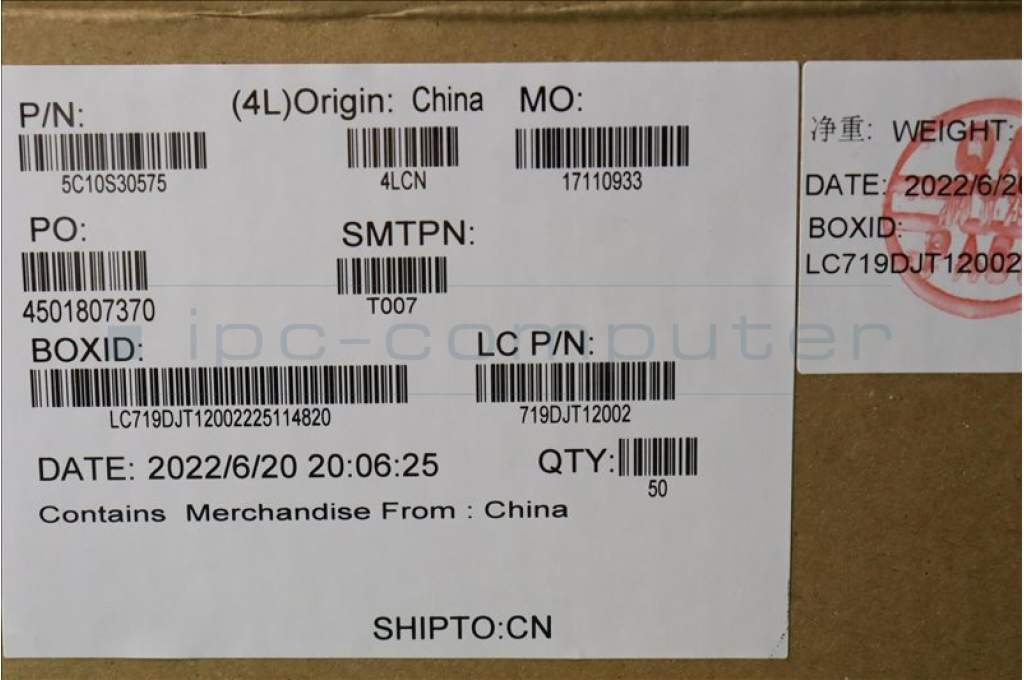 P/N:
5C10S30575
(4L)Origin: China
4LCN
MO:
17110933
PO:
4501807370
SMTPN:
T007
ipc-computer
BOXID:
LC719DJT12002225114820
LC P/N:
719DJT12002
DATE: 2022/6/20 20:06:25
QTY:
50
Contains Merchandise From : China
SHIPTO:CN
净重: WEIGHT:
DATE: 2022/6/20
BOXID:
LC719DJT12002